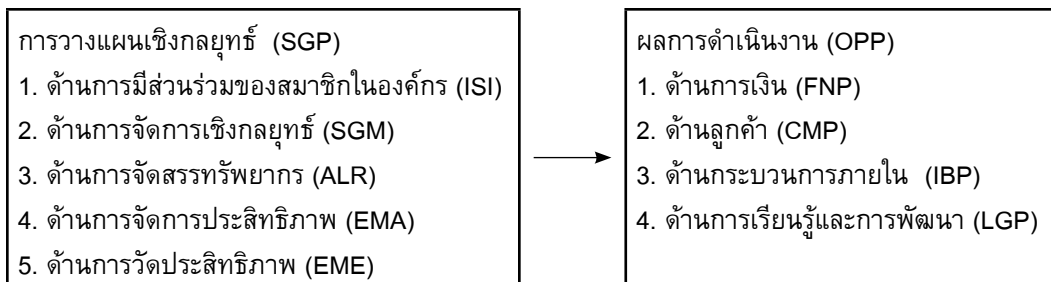 การวางแผนเชิงกลยุทธ์ (SGP)
1. ด้านการมีส่วนร่วมของสมาชิกในองค์กร (ISI)
2. ด้านการจัดการเชิงกลยุทธ์ (SGM)
3. ด้านการจัดสรรทรัพยากร (ALR)
4. ด้านการจัดการประสิทธิภาพ (EMA)
5. ด้านการวัดประสิทธิภาพ (EME)
ผลการดำเนินงาน (OPP)
1. ด้านการเงิน (FNP)
2. ด้านลูกค้า (CMP)
3. ด้านกระบวนการภายใน (IBP)
4. ด้านการเรียนรู้และการพัฒนา (LGP)